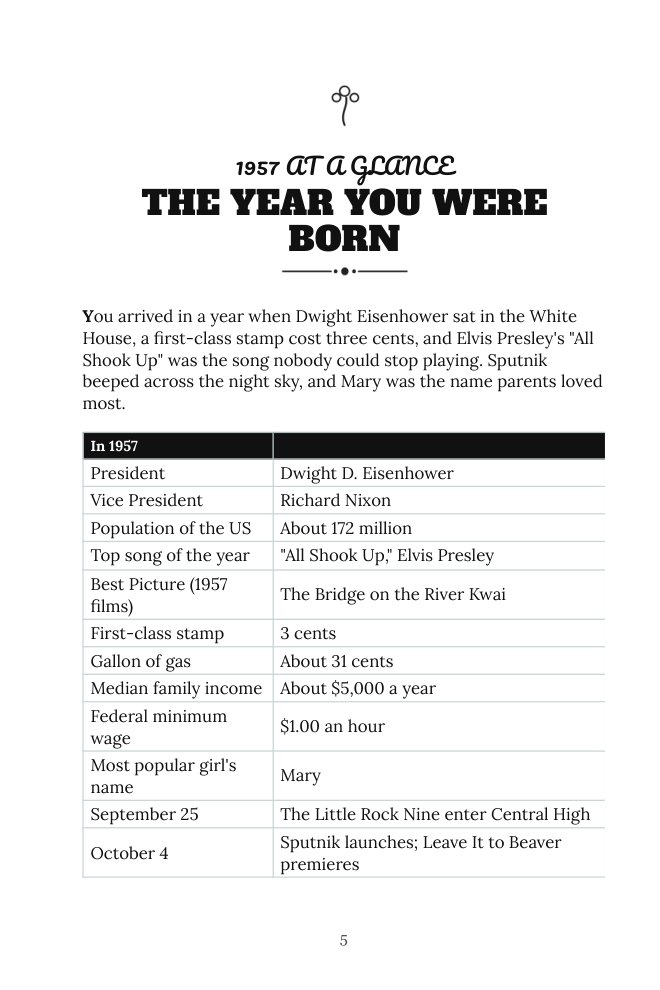 1957 AT A GLANCE
THE YEAR YOU WERE
BORN
You arrived in a year when Dwight Eisenhower sat in the White
House, a first-class stamp cost three cents, and Elvis Presley's "All
Shook Up" was the song nobody could stop playing. Sputnik
beeped across the night sky, and Mary was the name parents loved
most.
In 1957
President Dwight D. Eisenhower
Vice President Richard Nixon
Population of the US About 172 million
Top song of the year "All Shook Up," Elvis Presley
Best Picture (1957
films) The Bridge on the River Kwai
First-class stamp 3 cents
Gallon of gas About 31 cents
Median family income About $5,000 a year
Federal minimum
wage $1.00 an hour
Most popular girl's
name Mary
September 25 The Little Rock Nine enter Central High
October 4 Sputnik launches; Leave It to Beaver
premieres
5